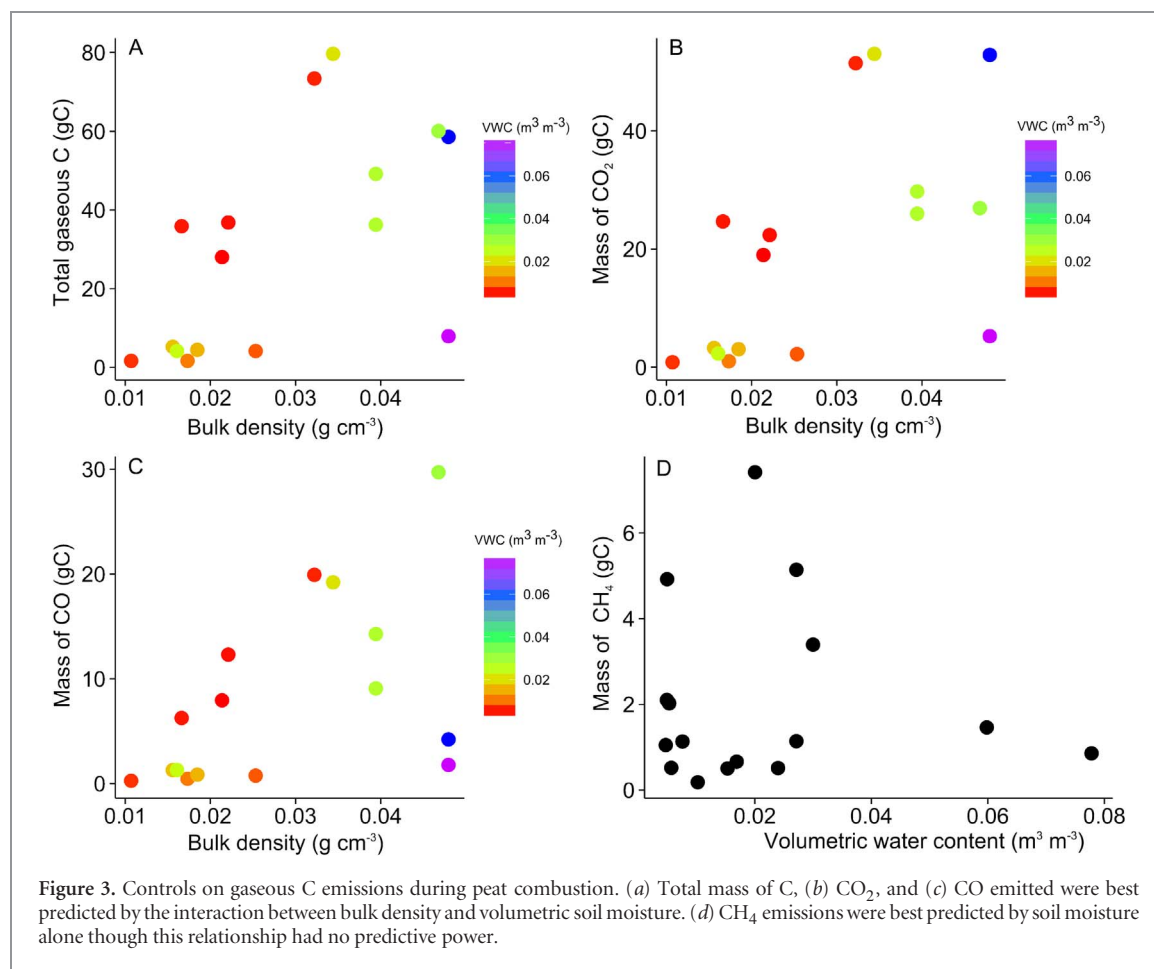 A
80
60
40
20
0
Total gaseous C (gC)
0.01 0.02 0.03 0.04
Bulk density (g cm⁻³)
VWC (m³ m⁻³)
0.06
0.04
0.02
B
40
20
0
Mass of CO₂ (gC)
0.01 0.02 0.03 0.04
Bulk density (g cm⁻³)
VWC (m³ m⁻³)
0.06
0.04
0.02
C
30
20
10
0
Mass of CO (gC)
0.01 0.02 0.03 0.04
Bulk density (g cm⁻³)
VWC (m³ m⁻³)
0.06
0.04
0.02
D
6
4
2
0
Mass of CH₄ (gC)
0.02 0.04 0.06 0.08
Volumetric water content (m³ m⁻³)
Figure 3. Controls on gaseous C emissions during peat combustion. (a) Total mass of C, (b) CO₂, and (c) CO emitted were best
predicted by the interaction between bulk density and volumetric soil moisture. (d) CH₄ emissions were best predicted by soil moisture
alone though this relationship had no predictive power.